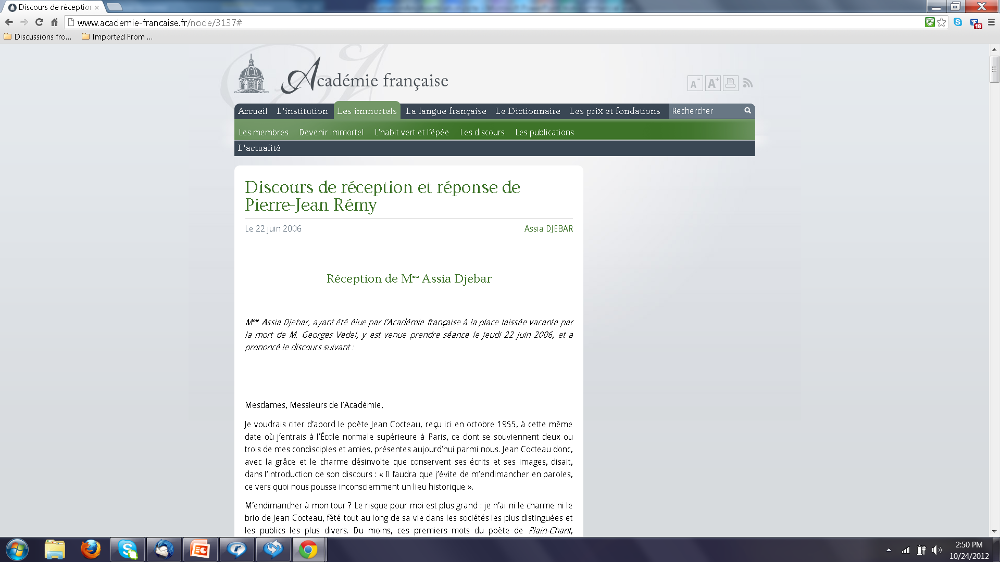 Discours de réception
www.academie-francaise.fr/node/3137#
Discussions fro...
Imported From ...
Académie française
A-
A+
Accueil L'institution Les immortels La langue française Le Dictionnaire Les prix et fondations Rechercher
Les membres Devenir immortel L'habit vert et l'épée Les discours Les publications
L'actualité
Discours de réception et réponse de
Pierre-Jean Rémy
Le 22 juin 2006 Assia DJEBAR
Réception de Mme Assia Djebar
Mme Assia Djebar, ayant été élue par l'Académie française à la place laissée vacante par
la mort de M. Georges Vedel, y est venue prendre séance le jeudi 22 juin 2006, et a
prononcé le discours suivant :
Mesdames, Messieurs de l'Académie,
Je voudrais citer d'abord le poète Jean Cocteau, reçu ici en octobre 1955, à cette même
date où j'entrais à l'École normale supérieure à Paris, ce dont se souviennent deux ou
trois de mes condisciples et amies, présentes aujourd'hui parmi nous. Jean Cocteau donc,
avec la grâce et le charme désinvolte que conservent ses écrits et ses images, disait,
dans l'introduction de son discours : « Il faudra que j'évite de m'endimancher en paroles,
ce vers quoi nous pousse inconsciemment un lieu historique ».
M'endimancher à mon tour ? Le risque pour moi est plus grand : je n'ai ni le charme ni le
brio de Jean Cocteau, fêté tout au long de sa vie dans les sociétés les plus distinguées et
les publics les plus divers. Du moins, ces premiers mots du poète de Plain-Chant,
2:50 PM
10/24/2012